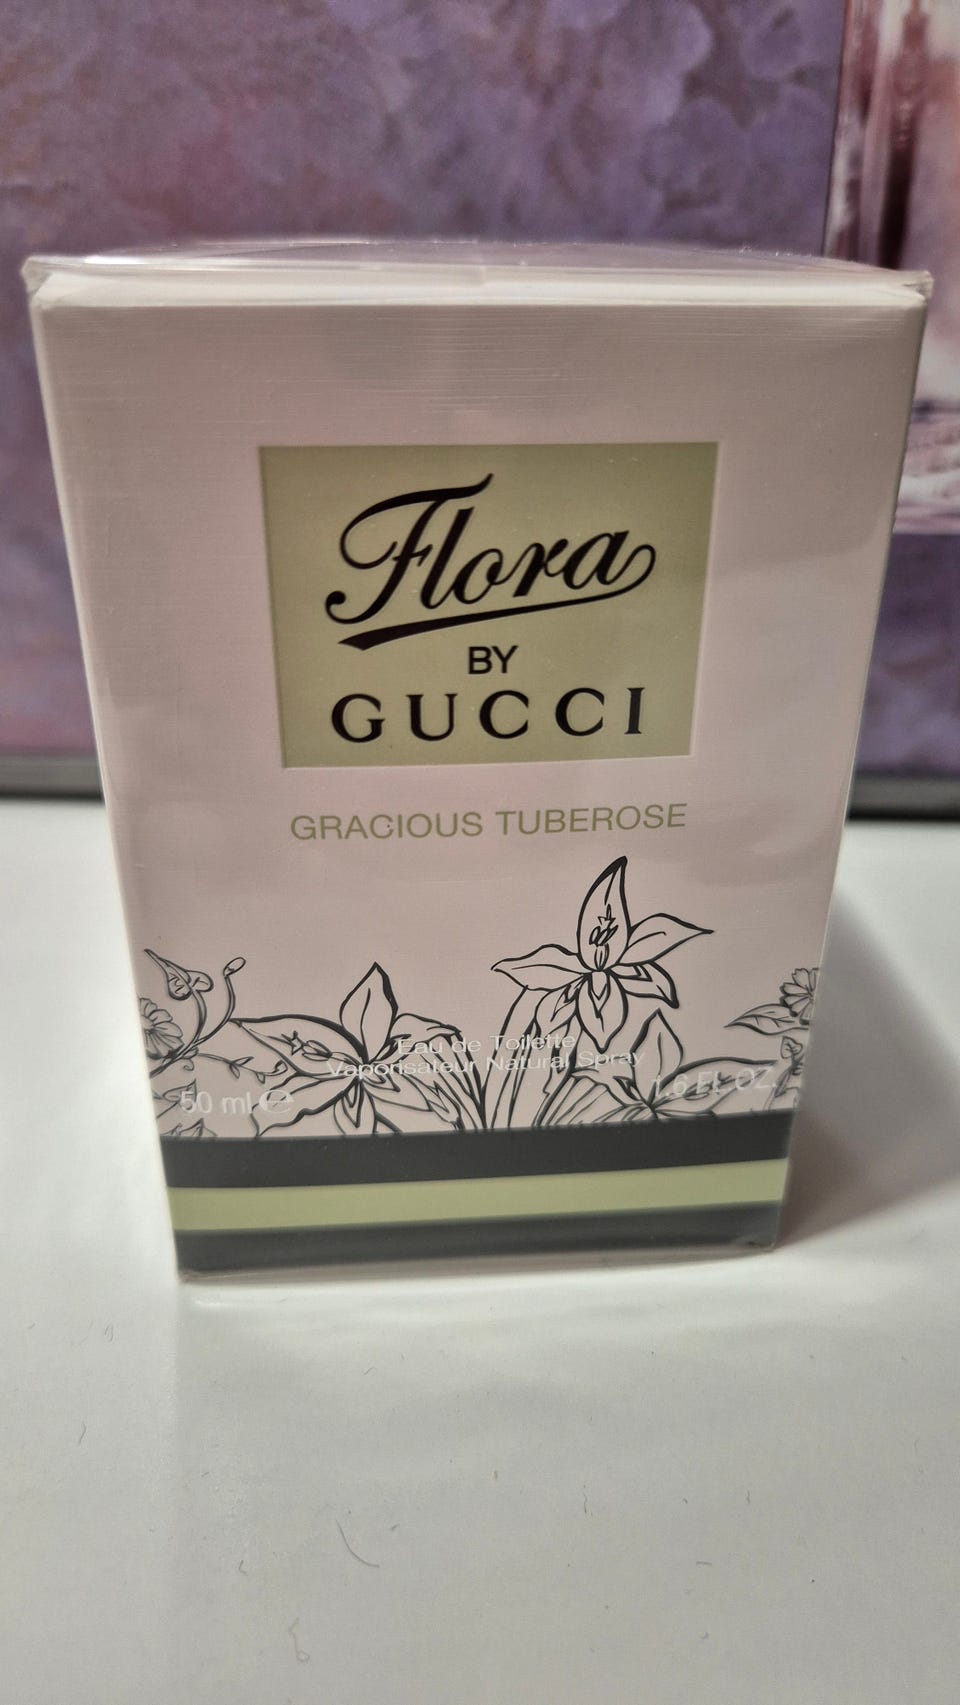 Flora
BY
GUCCI
GRACIOUS TUBEROSE
Eau de Toilette
Vaporisateur Natural Spray
50 ml ℮
1.6 FL. OZ.